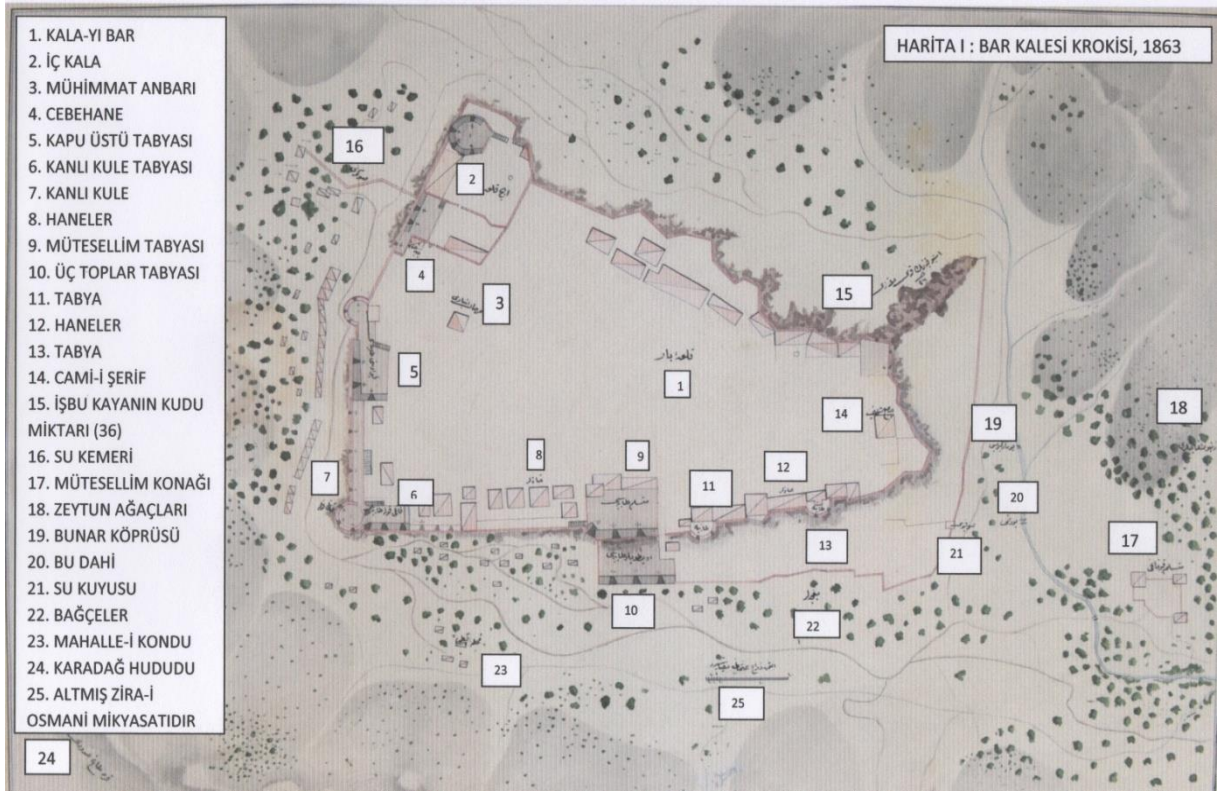 1. KALA-YI BAR
2. İÇ KALA
3. MÜHİMMAT ANBARI
4. CEBEHANE
5. KAPU ÜSTÜ TABYASI
6. KANLI KULE TABYASI
7. KANLI KULE
8. HANELER
9. MÜTESELLİM TABYASI
10. ÜÇ TOPLAR TABYASI
11. TABYA
12. HANELER
13. TABYA
14. CAMİ-İ ŞERİF
15. İŞBU KAYANIN KUDU
MİKTARI (36)
16. SU KEMERİ
17. MÜTESELLİM KONAĞI
18. ZEYTUN AĞAÇLARI
19. BUNAR KÖPRÜSÜ
20. BU DAHİ
21. SU KUYUSU
22. BAĞÇELER
23. MAHALLE-İ KONDU
24. KARADAĞ HUDUDU
25. ALTMIŞ ZİRA-İ
OSMANİ MİKYASATIDIR
HARİTA I : BAR KALESİ KROKİSİ, 1863
16
2
4
3
15
5
قلعهٔ بار
1
14
19
18
8
9
12
7
6
11
20
17
13
21
10
22
23
25
24